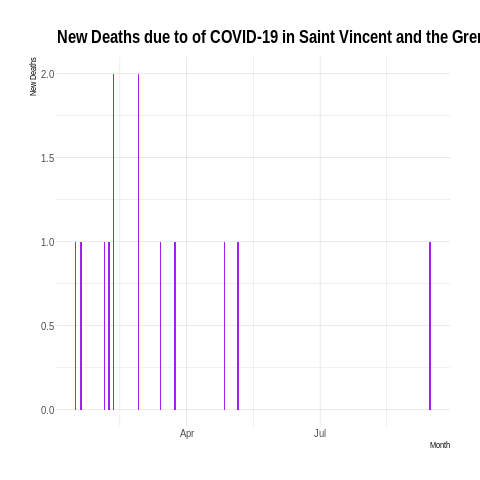 New Deaths due to of COVID-19 in Saint Vincent and the Gren
New Deaths
2.0
1.5
1.0
0.5
0.0
Apr
Jul
Month